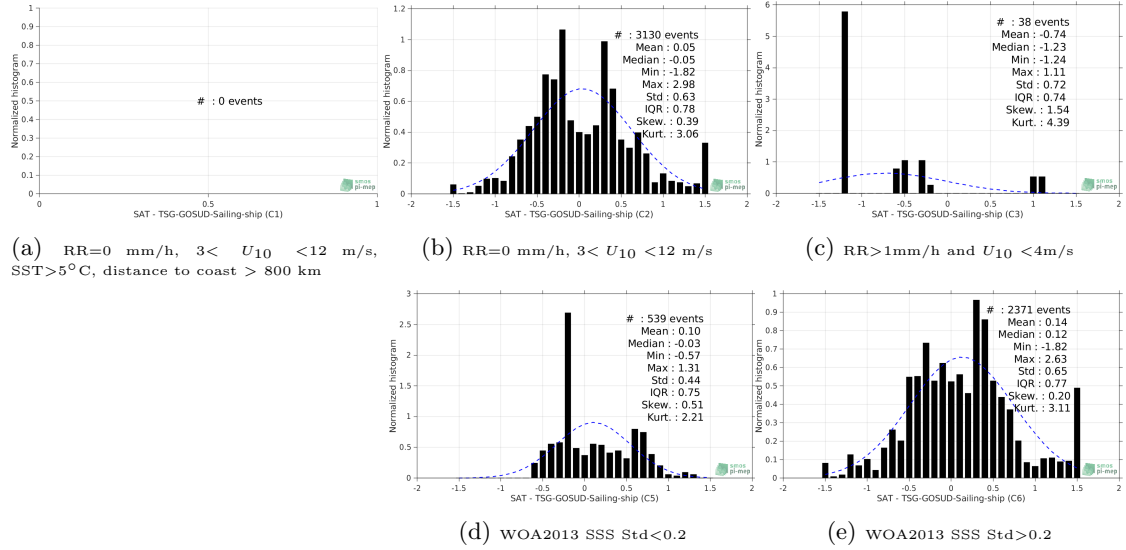 1
0.9
0.8
0.7
0.6
0.5
0.4
0.3
0.2
0.1
0
Normalized histogram
# : 0 events
0 0.5 1
SAT - TSG-GOSUD-Sailing-ship (C1)
smos
pi-mep
(a) RR=0 mm/h, 3< U10 <12 m/s,
SST>5°C, distance to coast > 800 km
1.2
1
0.8
0.6
0.4
0.2
0
Normalized histogram
# : 3130 events
Mean : 0.05
Median : -0.05
Min : -1.82
Max : 2.98
Std : 0.63
IQR : 0.78
Skew. : 0.39
Kurt. : 3.06
-2 -1.5 -1 -0.5 0 0.5 1 1.5 2
SAT - TSG-GOSUD-Sailing-ship (C2)
smos
pi-mep
(b) RR=0 mm/h, 3< U10 <12 m/s
6
5
4
3
2
1
0
Normalized histogram
# : 38 events
Mean : -0.74
Median : -1.23
Min : -1.24
Max : 1.11
Std : 0.72
IQR : 0.74
Skew. : 1.54
Kurt. : 4.39
-2 -1.5 -1 -0.5 0 0.5 1 1.5 2
SAT - TSG-GOSUD-Sailing-ship (C3)
smos
pi-mep
(c) RR>1mm/h and U10 <4m/s
3
2.5
2
1.5
1
0.5
0
Normalized histogram
# : 539 events
Mean : 0.10
Median : -0.03
Min : -0.57
Max : 1.31
Std : 0.44
IQR : 0.75
Skew. : 0.51
Kurt. : 2.21
-2 -1.5 -1 -0.5 0 0.5 1 1.5 2
SAT - TSG-GOSUD-Sailing-ship (C5)
smos
pi-mep
(d) WOA2013 SSS Std<0.2
1
0.9
0.8
0.7
0.6
0.5
0.4
0.3
0.2
0.1
0
Normalized histogram
# : 2371 events
Mean : 0.14
Median : 0.12
Min : -1.82
Max : 2.63
Std : 0.65
IQR : 0.77
Skew. : 0.20
Kurt. : 3.11
-2 -1.5 -1 -0.5 0 0.5 1 1.5 2
SAT - TSG-GOSUD-Sailing-ship (C6)
smos
pi-mep
(e) WOA2013 SSS Std>0.2